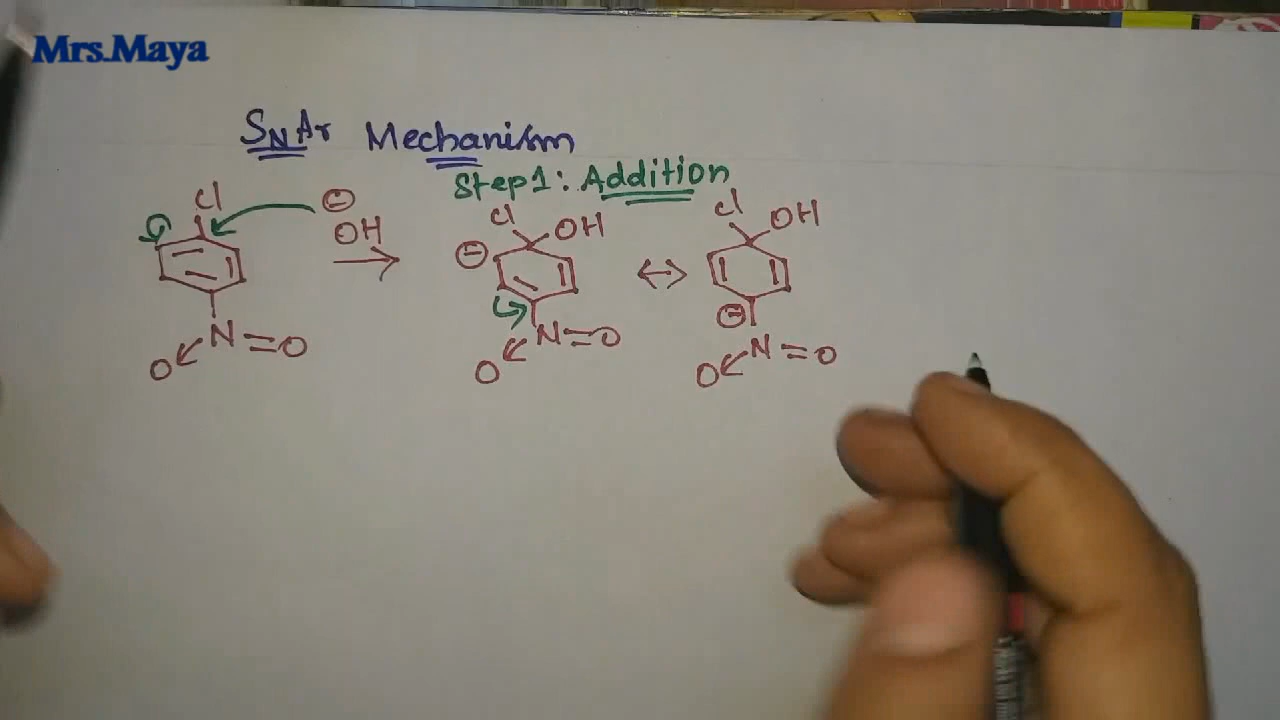 Mrs.Maya
SNAr Mechanism
Step1: Addition
Cl ⊖ OH →
N O =O
Cl OH ⊖
N O =O
↔
Cl OH ⊖
N O =O